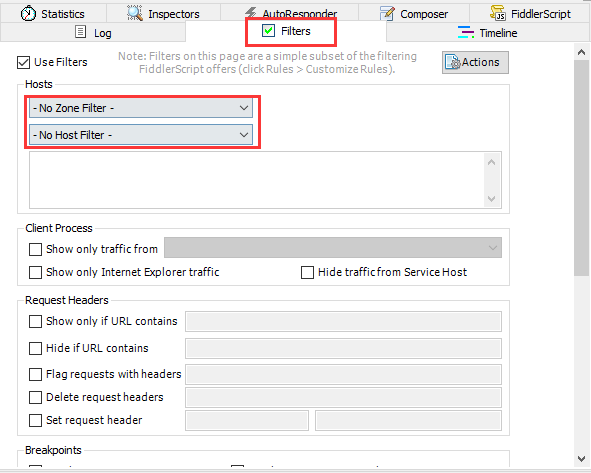 Statistics Inspectors AutoResponder Composer FiddlerScript
Log Filters Timeline
Use Filters Note: Filters on this page are a simple subset of the filtering
FiddlerScript offers (click Rules > Customize Rules).
Actions
Hosts
- No Zone Filter -
- No Host Filter -
Client Process
Show only traffic from
Show only Internet Explorer traffic Hide traffic from Service Host
Request Headers
Show only if URL contains
Hide if URL contains
Flag requests with headers
Delete request headers
Set request header
Breakpoints